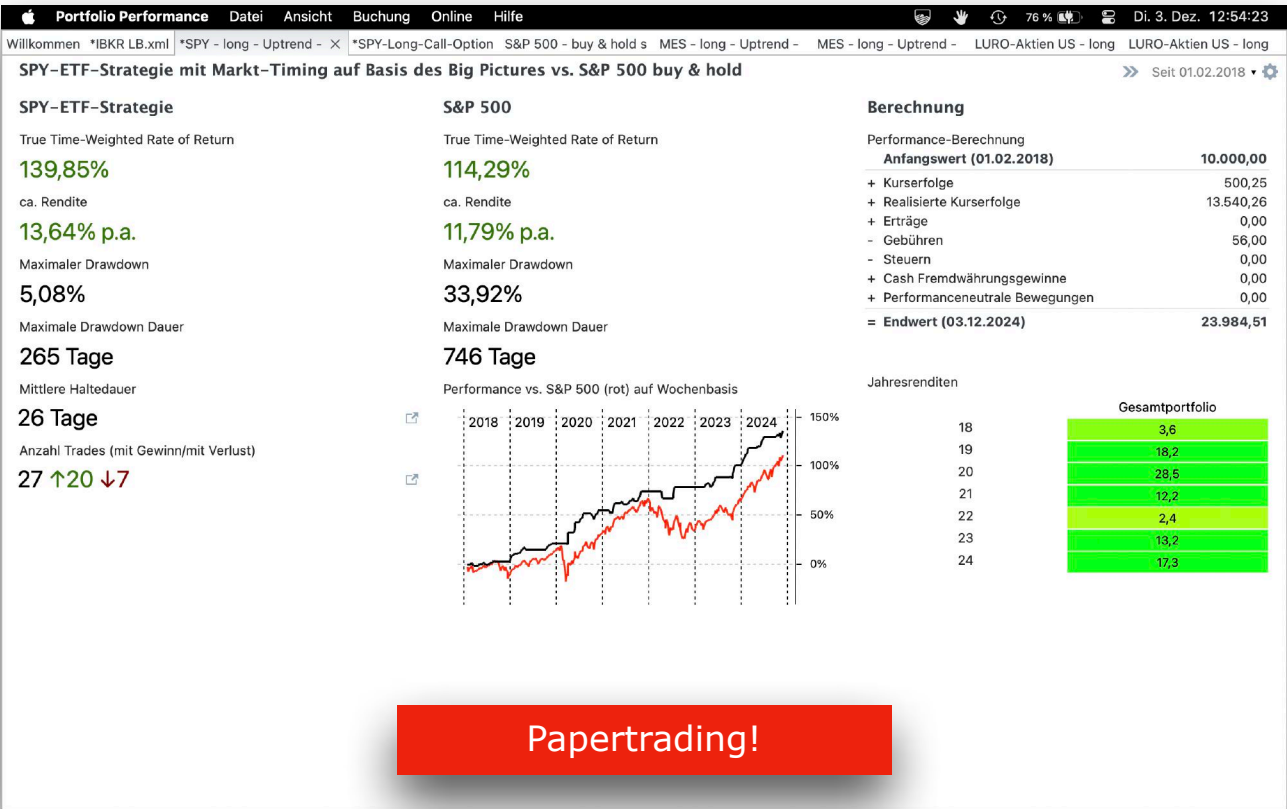 Portfolio Performance Datei Ansicht Buchung Online Hilfe 76 % Di. 3. Dez. 12:54:23
Willkommen *IBKR LB.xml *SPY - long - Uptrend - *SPY-Long-Call-Option S&P 500 - buy & hold s MES - long - Uptrend - MES - long - Uptrend - LURO-Aktien US - long LURO-Aktien US - long
SPY-ETF-Strategie mit Markt-Timing auf Basis des Big Pictures vs. S&P 500 buy & hold
Seit 01.02.2018
SPY-ETF-Strategie
True Time-Weighted Rate of Return
139,85%
ca. Rendite
13,64% p.a.
Maximaler Drawdown
5,08%
Maximale Drawdown Dauer
265 Tage
Mittlere Haltedauer
26 Tage
Anzahl Trades (mit Gewinn/mit Verlust)
27 ↑20 ↓7
S&P 500
True Time-Weighted Rate of Return
114,29%
ca. Rendite
11,79% p.a.
Maximaler Drawdown
33,92%
Maximale Drawdown Dauer
746 Tage
Performance vs. S&P 500 (rot) auf Wochenbasis
2018 2019 2020 2021 2022 2023 2024
150%
100%
50%
0%
Berechnung
Performance-Berechnung
Anfangswert (01.02.2018) 10.000,00
+ Kurserfolge 500,25
+ Realisierte Kurserfolge 13.540,26
+ Erträge 0,00
- Gebühren 56,00
- Steuern 0,00
+ Cash Fremdwährungsgewinne 0,00
+ Performanceneutrale Bewegungen 0,00
= Endwert (03.12.2024) 23.984,51
Jahresrenditen
Gesamtportfolio
18 3,6
19 18,2
20 28,5
21 12,2
22 2,4
23 13,2
24 17,3
Papertrading!